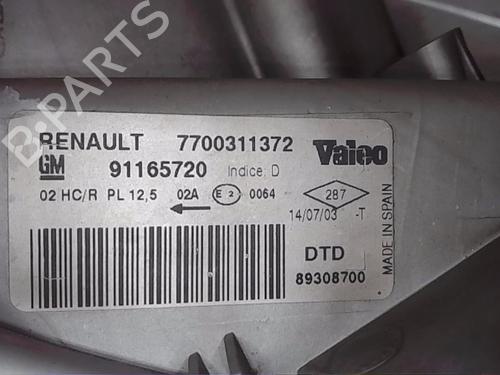 B-PARTS
RENAULT 7700311372 Valeo
GM 91165720 Indice: D
02 HC/R PL 12,5 02A E2 0064 287
14/07/03 -T
DTD
89308700
MADE IN SPAIN